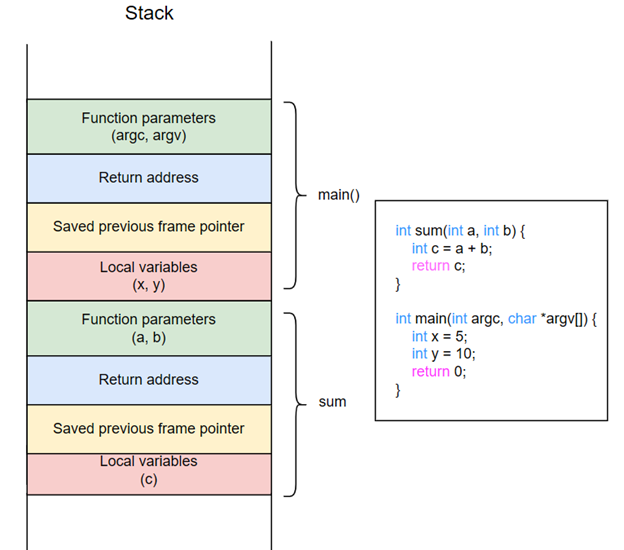 Stack
Function parameters
(argc, argv)
Return address
Saved previous frame pointer
Local variables
(x, y)
main()
Function parameters
(a, b)
Return address
Saved previous frame pointer
Local variables
(c)
sum
int sum(int a, int b) {
int c = a + b;
return c;
}
int main(int argc, char *argv[]) {
int x = 5;
int y = 10;
return 0;
}